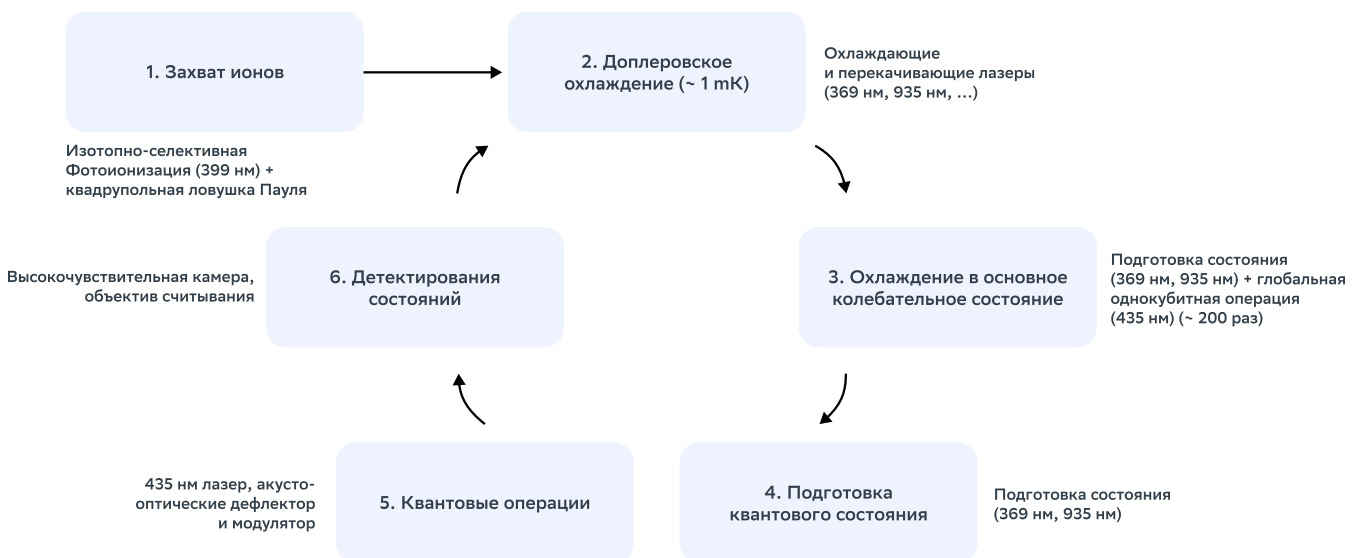 1. Захват ионов
Изотопно-селективная
Фотоионизация (399 нм) +
квадрупольная ловушка Пауля
2. Доплеровское
охлаждение (~ 1 mK)
Охлаждающие
и перекачивающие лазеры
(369 нм, 935 нм, ...)
3. Охлаждение в основное
колебательное состояние
Подготовка состояния
(369 нм, 935 нм) + глобальная
однокубитная операция
(435 нм) (~ 200 раз)
4. Подготовка
квантового состояния
Подготовка состояния
(369 нм, 935 нм)
5. Квантовые операции
435 нм лазер, акусто-
оптические дефлектор
и модулятор
6. Детектирования
состояний
Высокочувствительная камера,
объектив считывания